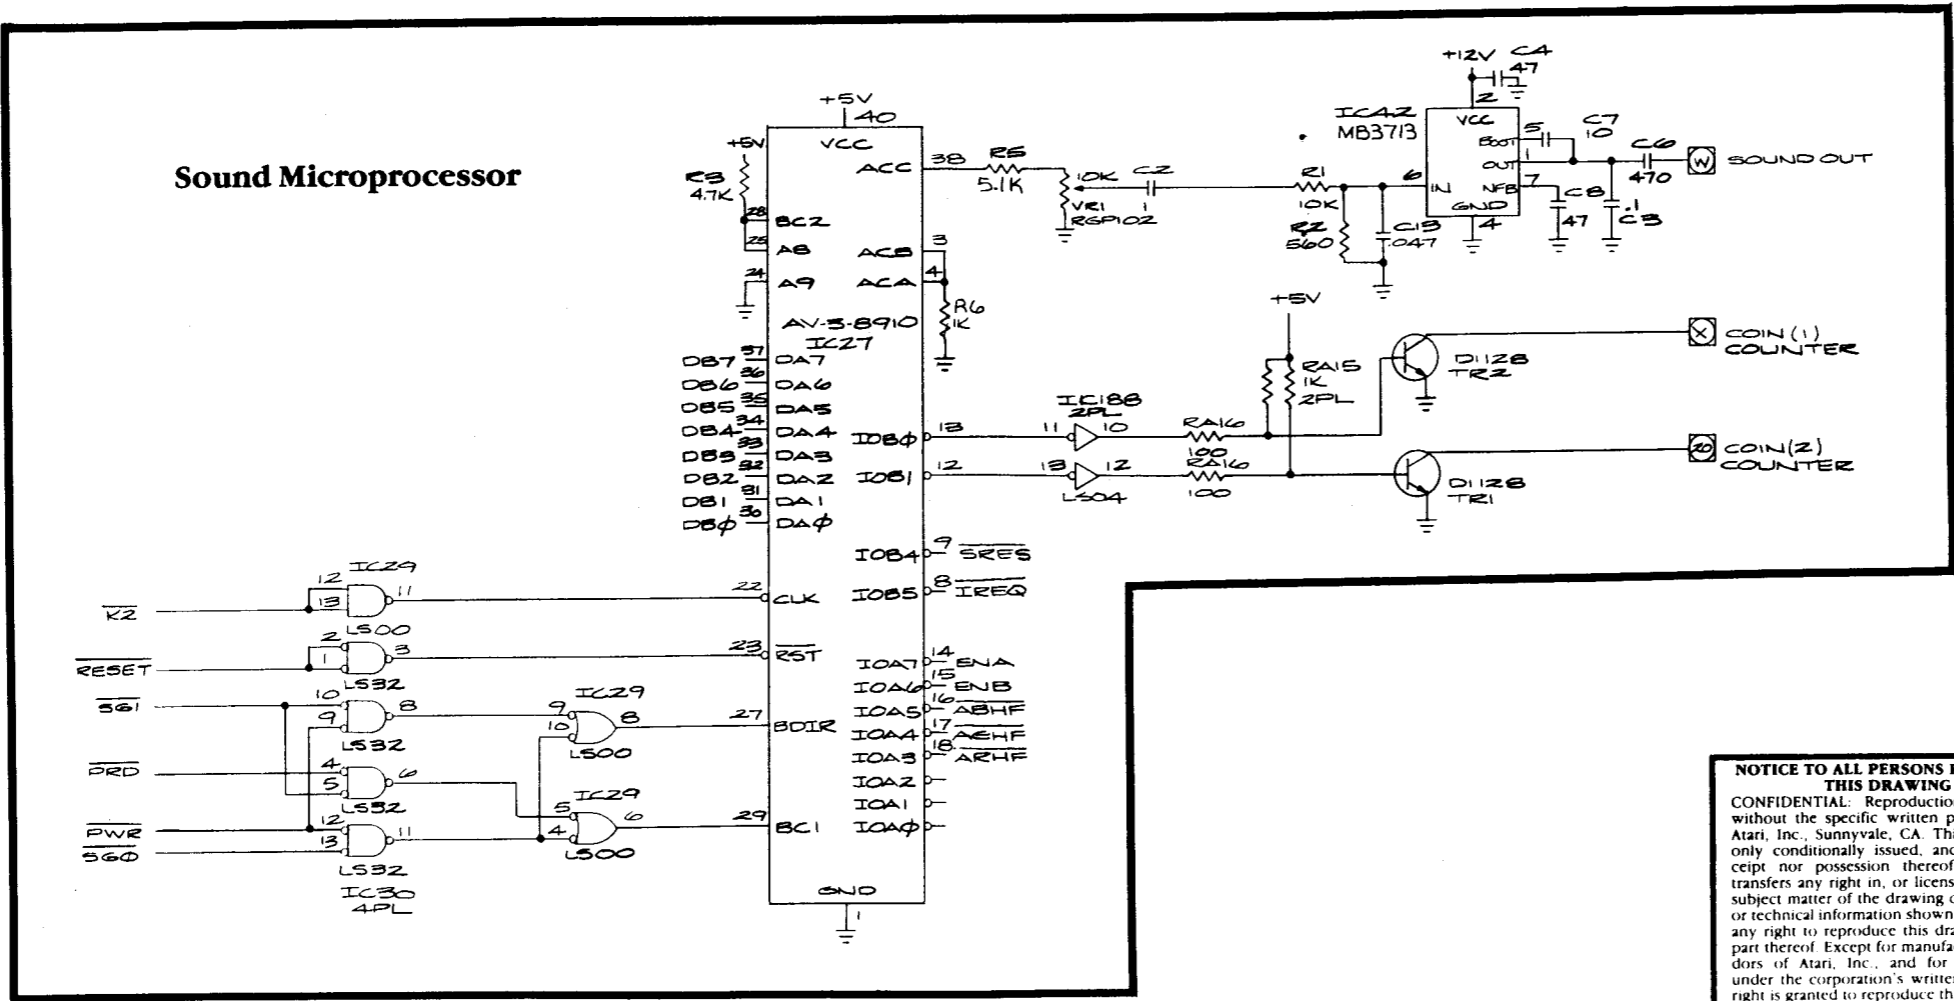 Sound Microprocessor
+5V
40
VCC
+5V
R3
4.7K
28
BC2
25
A8
24
A9
ACC
38
R5
5.1K
10K
VR1
RGP102
C2
1
R1
10K
R2
560
C13
.047
+12V
C4
47
2
IC42
MB3713
VCC
BOOT
5
C7
10
OUT
1
C6
470
W
SOUND OUT
6
IN
NFB
7
C8
47
.1
C3
GND
4
ACB
3
ACA
4
R6
1K
AV-3-8910
IC27
DB7 37 DA7
DB6 36 DA6
DB5 35 DA5
DB4 34 DA4
DB3 33 DA3
DB2 32 DA2
DB1 31 DA1
DBφ 30 DAφ
+5V
RA15
1K
2PL
D1128
TR2
X
COIN(1)
COUNTER
IC188
2PL
IOBφ
13
11
10
RA16
100
IOB1
12
13
12
LS04
RA16
100
D1128
TR1
20
COIN(2)
COUNTER
IOB4 9 SRES
IOB5 8 IREQ
IOA7 14 ENA
IOA6 15 ENB
IOA5 16 ABHF
IOA4 17 AEHF
IOA3 18 ARHF
IOA2
IOA1
IOAφ
K2
12
13
IC29
11
LS00
22
CLK
RESET
2
1
3
LS32
23
RST
SG1
10
9
8
LS32
IC29
9
10
8
LS00
27
BDIR
PRD
4
5
6
LS32
IC29
5
4
6
LS00
29
BC1
PWR
SGφ
12
13
11
LS32
IC30
4PL
GND
1
NOTICE TO ALL PERSONS
THIS DRAWING
CONFIDENTIAL: Reproduction
without the specific written
Atari, Inc., Sunnyvale, CA.
only conditionally issued, and
ceipt nor possession thereof
transfers any right in, or
subject matter of the drawing
or technical information shown
any right to reproduce this
part thereof. Except for
dors of Atari, Inc., and for
under the corporation's
right is granted to reproduce